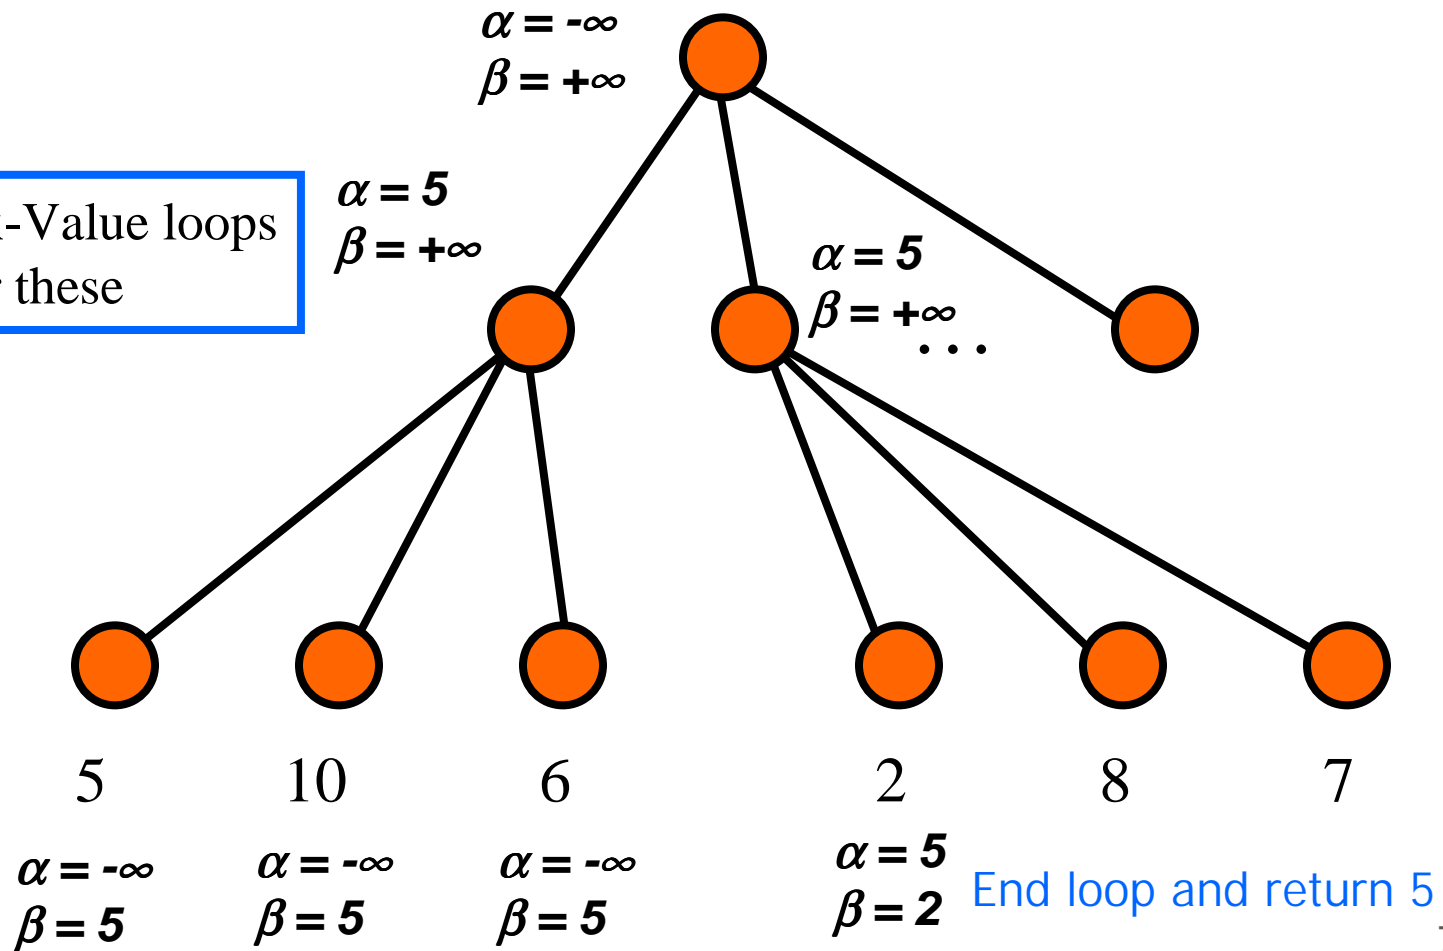 α = -∞
β = +∞
-Value loops
these
α = 5
β = +∞
α = 5
β = +∞
...
5 10 6 2 8 7
α = -∞
β = 5
α = -∞
β = 5
α = -∞
β = 5
α = 5
β = 2
End loop and return 5